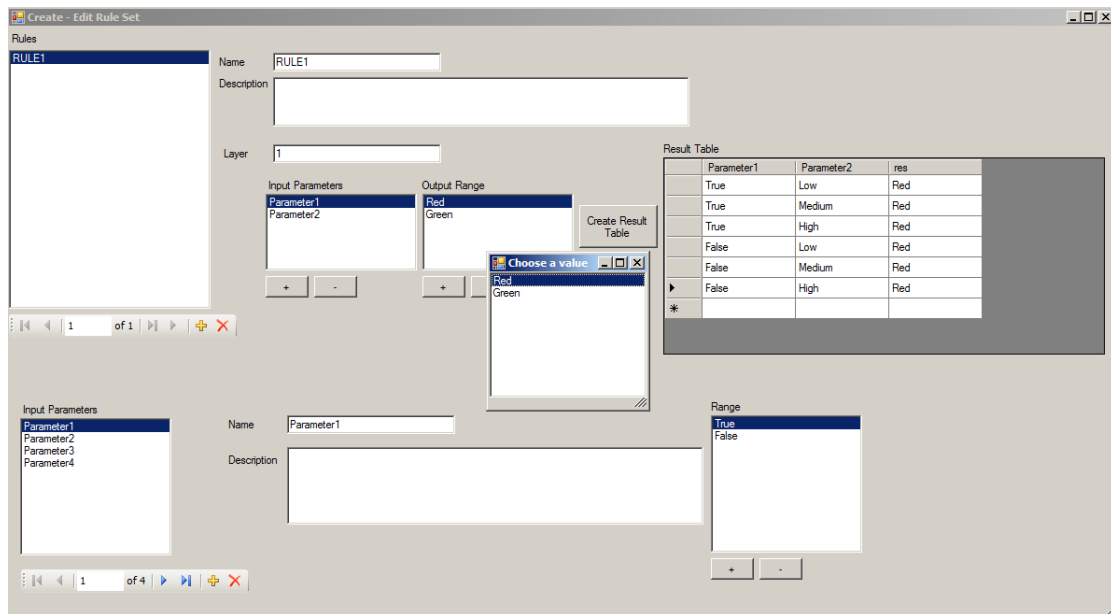 Create - Edit Rule Set
Rules
RULE1
Name RULE1
Description
Layer 1
Input Parameters
Parameter1
Parameter2
+ -
Output Range
Red
Green
+
Create Result
Table
Choose a value
Red
Green
Result Table
Parameter1 Parameter2 res
True Low Red
True Medium Red
True High Red
False Low Red
False Medium Red
False High Red
1 of 1
Input Parameters
Parameter1
Parameter2
Parameter3
Parameter4
Name Parameter1
Description
Range
True
False
+ -
1 of 4